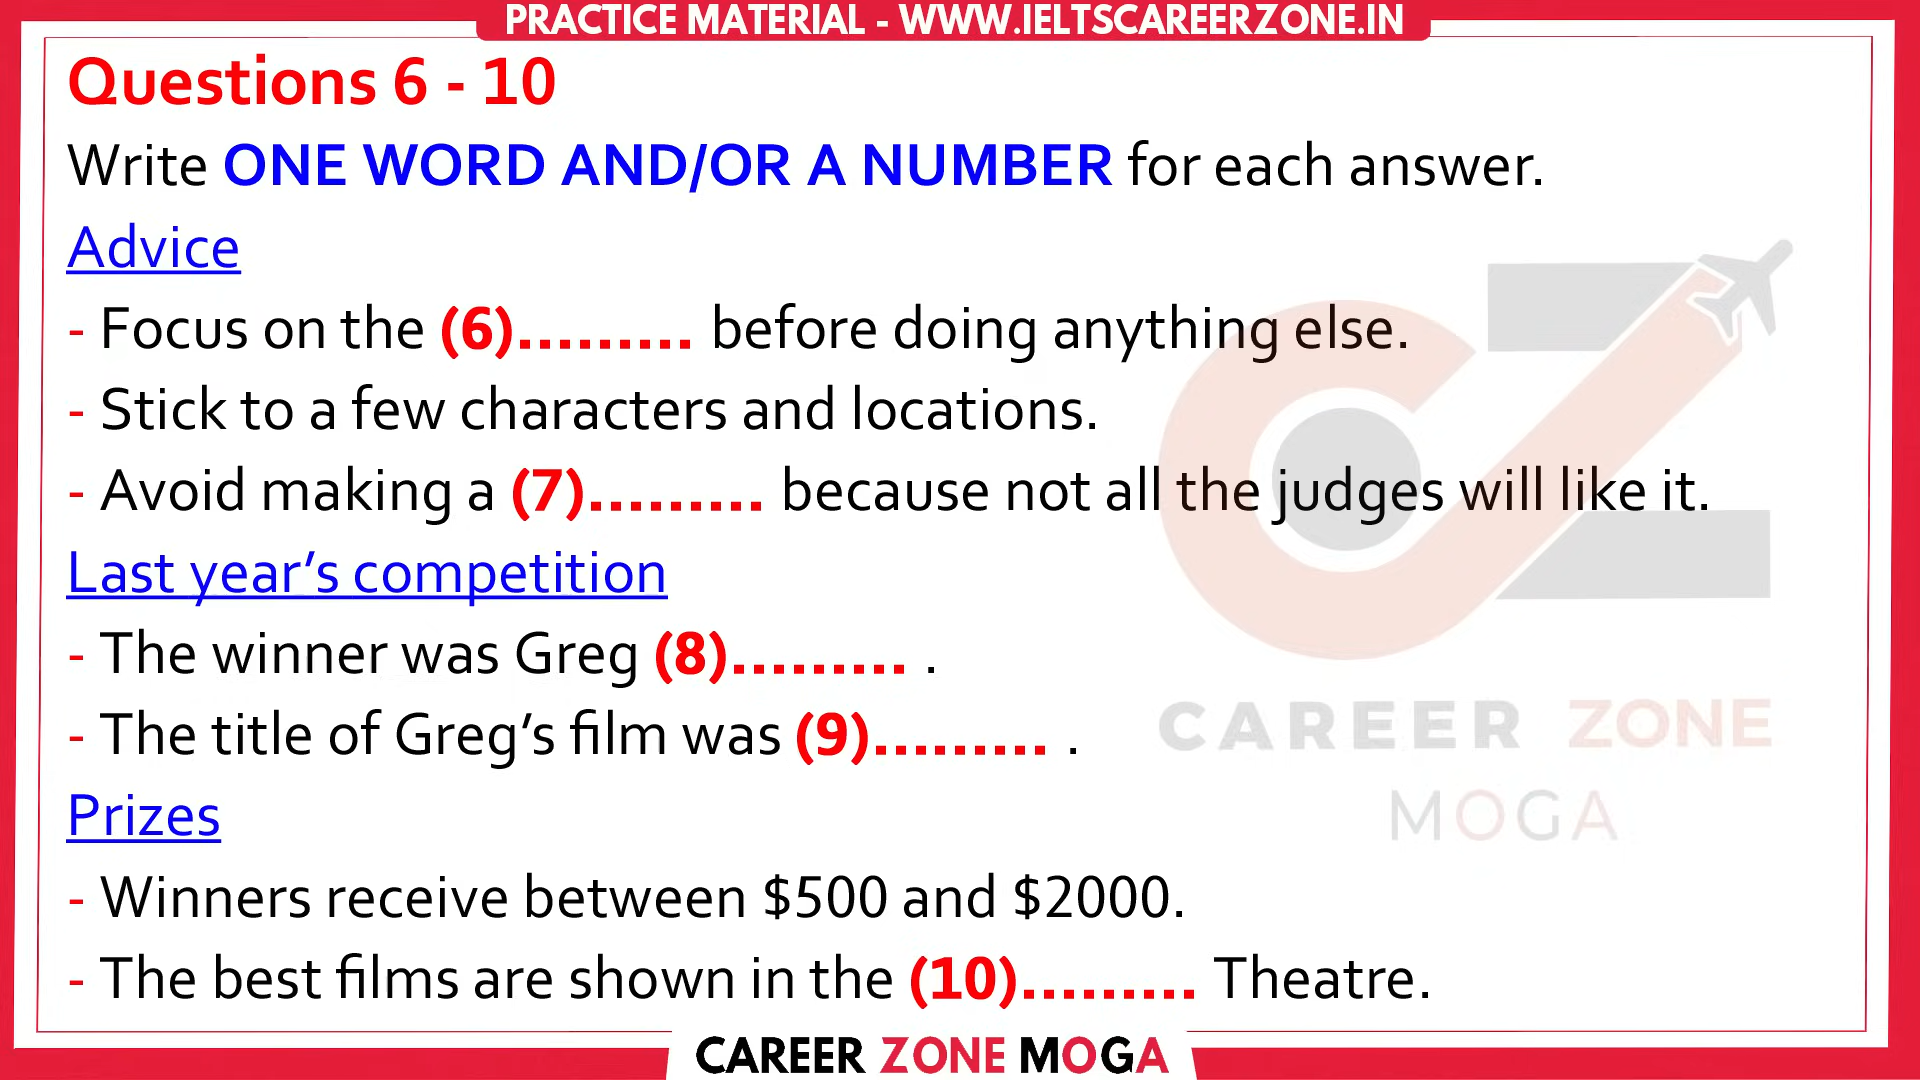 PRACTICE MATERIAL - WWW.IELTSCAREERZONE.IN
Questions 6 - 10
Write ONE WORD AND/OR A NUMBER for each answer.
Advice
- Focus on the (6)......... before doing anything else.
- Stick to a few characters and locations.
- Avoid making a (7)......... because not all the judges will like it.
Last year’s competition
- The winner was Greg (8)......... .
- The title of Greg’s film was (9)......... .
CAREER ZONE
MOGA
Prizes
- Winners receive between $500 and $2000.
- The best films are shown in the (10)......... Theatre.
CAREER ZONE MOGA